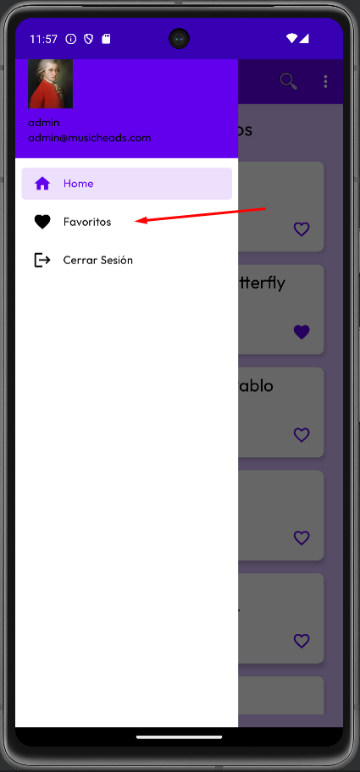 11:57
os
admin
admin@musicheads.com
Home
tterfly
Favoritos
Cerrar Sesión
ablo